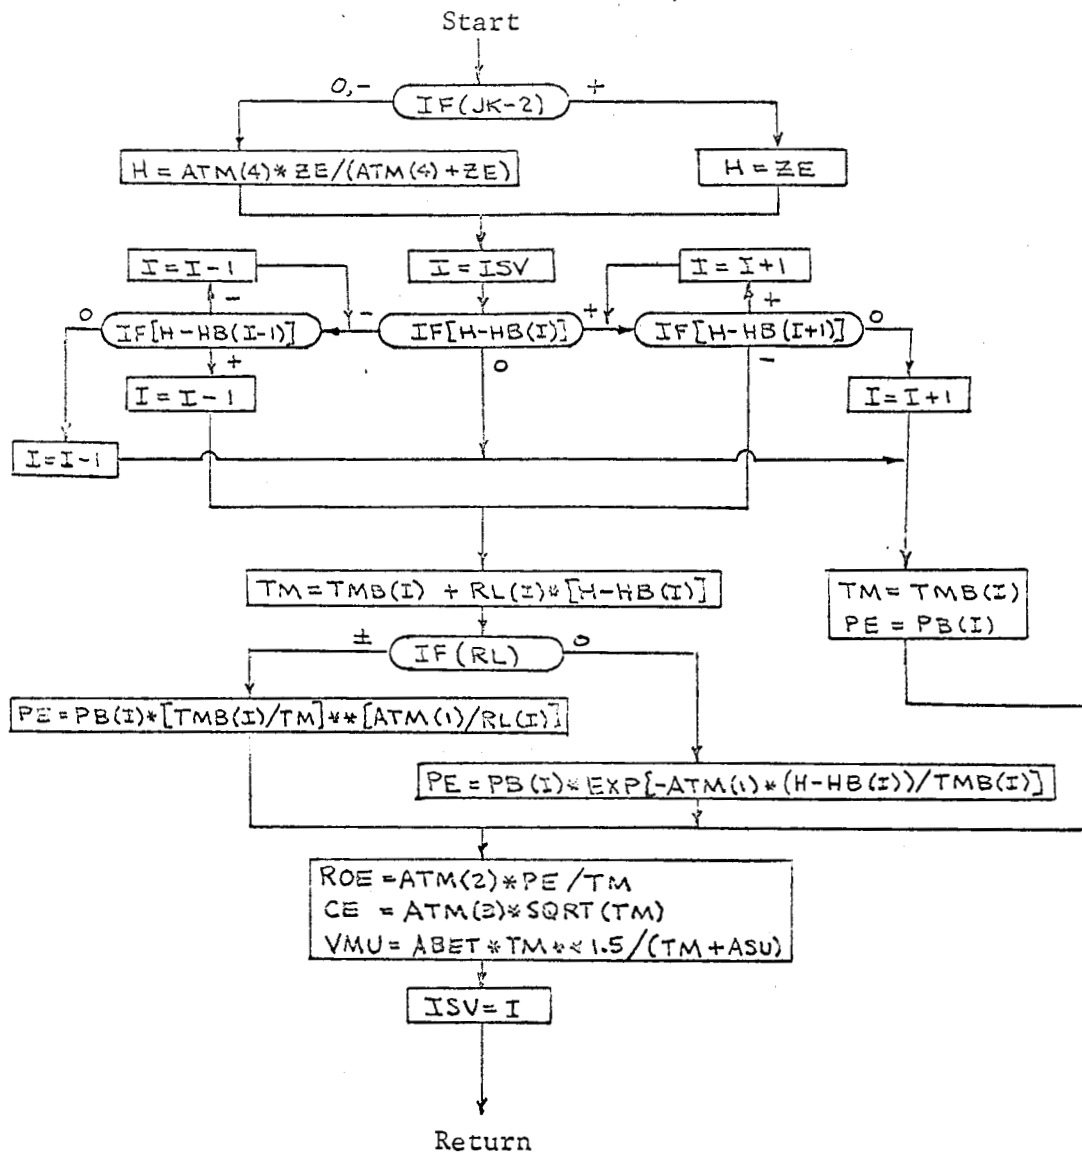 Start
0,-
IF(JK-2)
+
H = ATM(4)* ZE/(ATM(4)+ZE)
H = ZE
I = I-1
I = ISV
I = I+1
-
+
0
IF[H-HB(I-1)]
-
IF[H-HB(I)]
+
IF[H-HB(I+1)]
0
+
0
-
I = I-1
I = I+1
I = I-1
TM = TMB(I) + RL(I)* [H-HB(I)]
TM = TMB(I)
PE = PB(I)
±
IF(RL)
0
PE = PB(I)*[TMB(I)/TM]**[ATM(1)/RL(I)]
PE = PB(I)*EXP[-ATM(1)*(H-HB(I))/TMB(I)]
ROE = ATM(2)*PE/TM
CE = ATM(3)*SQRT(TM)
VMU = ABET*TM**1.5/(TM+ASU)
ISV = I
Return